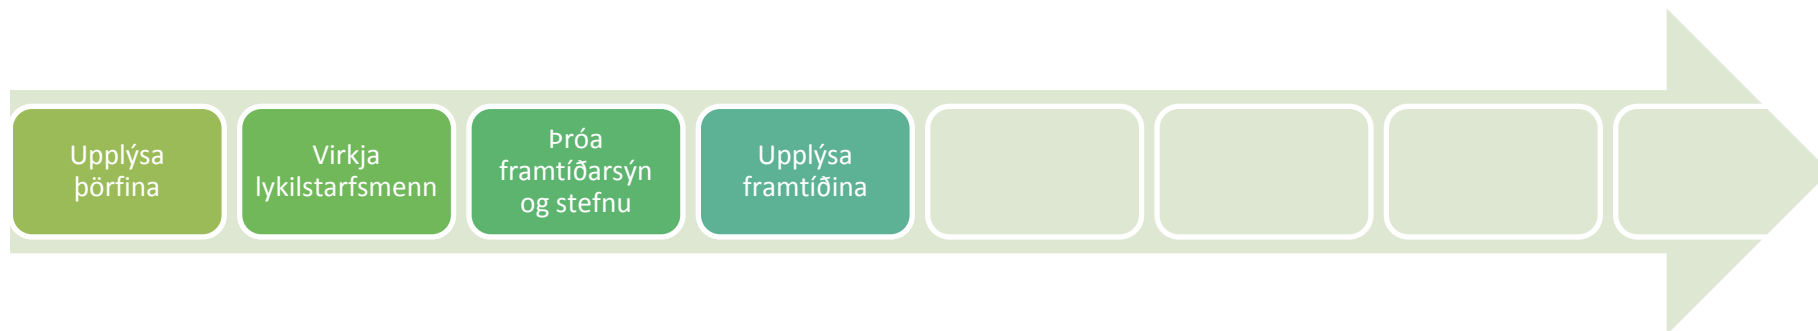 Upplýsa
þörfina
Virkja
lykilstarfsmenn
Þróa
framtíðarsýn
og stefnu
Upplýsa
framtíðina